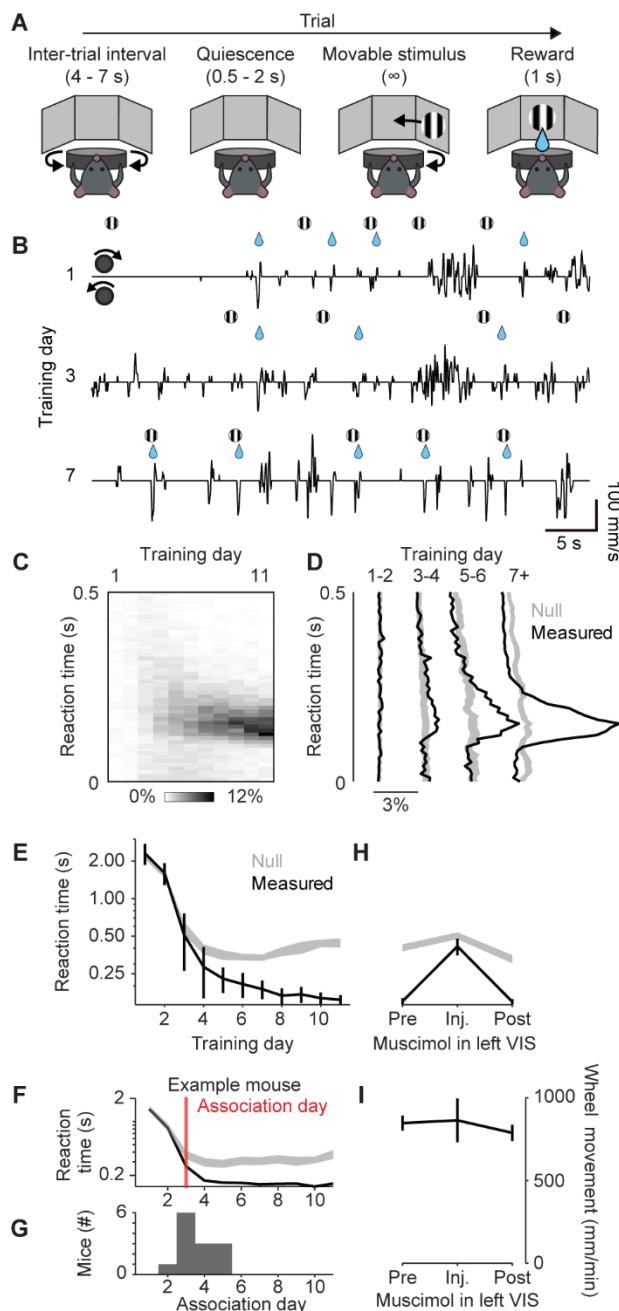 A
Trial
Inter-trial interval Quiescence Movable stimulus Reward
(4 - 7 s) (0.5 - 2 s) (∞) (1 s)
B
Training day
1
3
7
100 mm/s
5 s
C
Training day
1 11
Reaction time (s)
0.5
0
0% 12%
D
Training day
1-2 3-4 5-6 7+
Null
Measured
Reaction time (s)
0.5
0
3%
E
Null
Measured
Reaction time (s)
2.00
1.00
0.50
0.25
2 4 6 8 10
Training day
H
Pre Inj. Post
Muscimol in left VIS
F
Example mouse
Association day
Reaction
time (s)
2
0.2
2 4 6 8 10
G
Mice (#)
6
0
2 4 6 8 10
Association day
I
1000
500
0
Wheel movement (mm/min)
Pre Inj. Post
Muscimol in left VIS